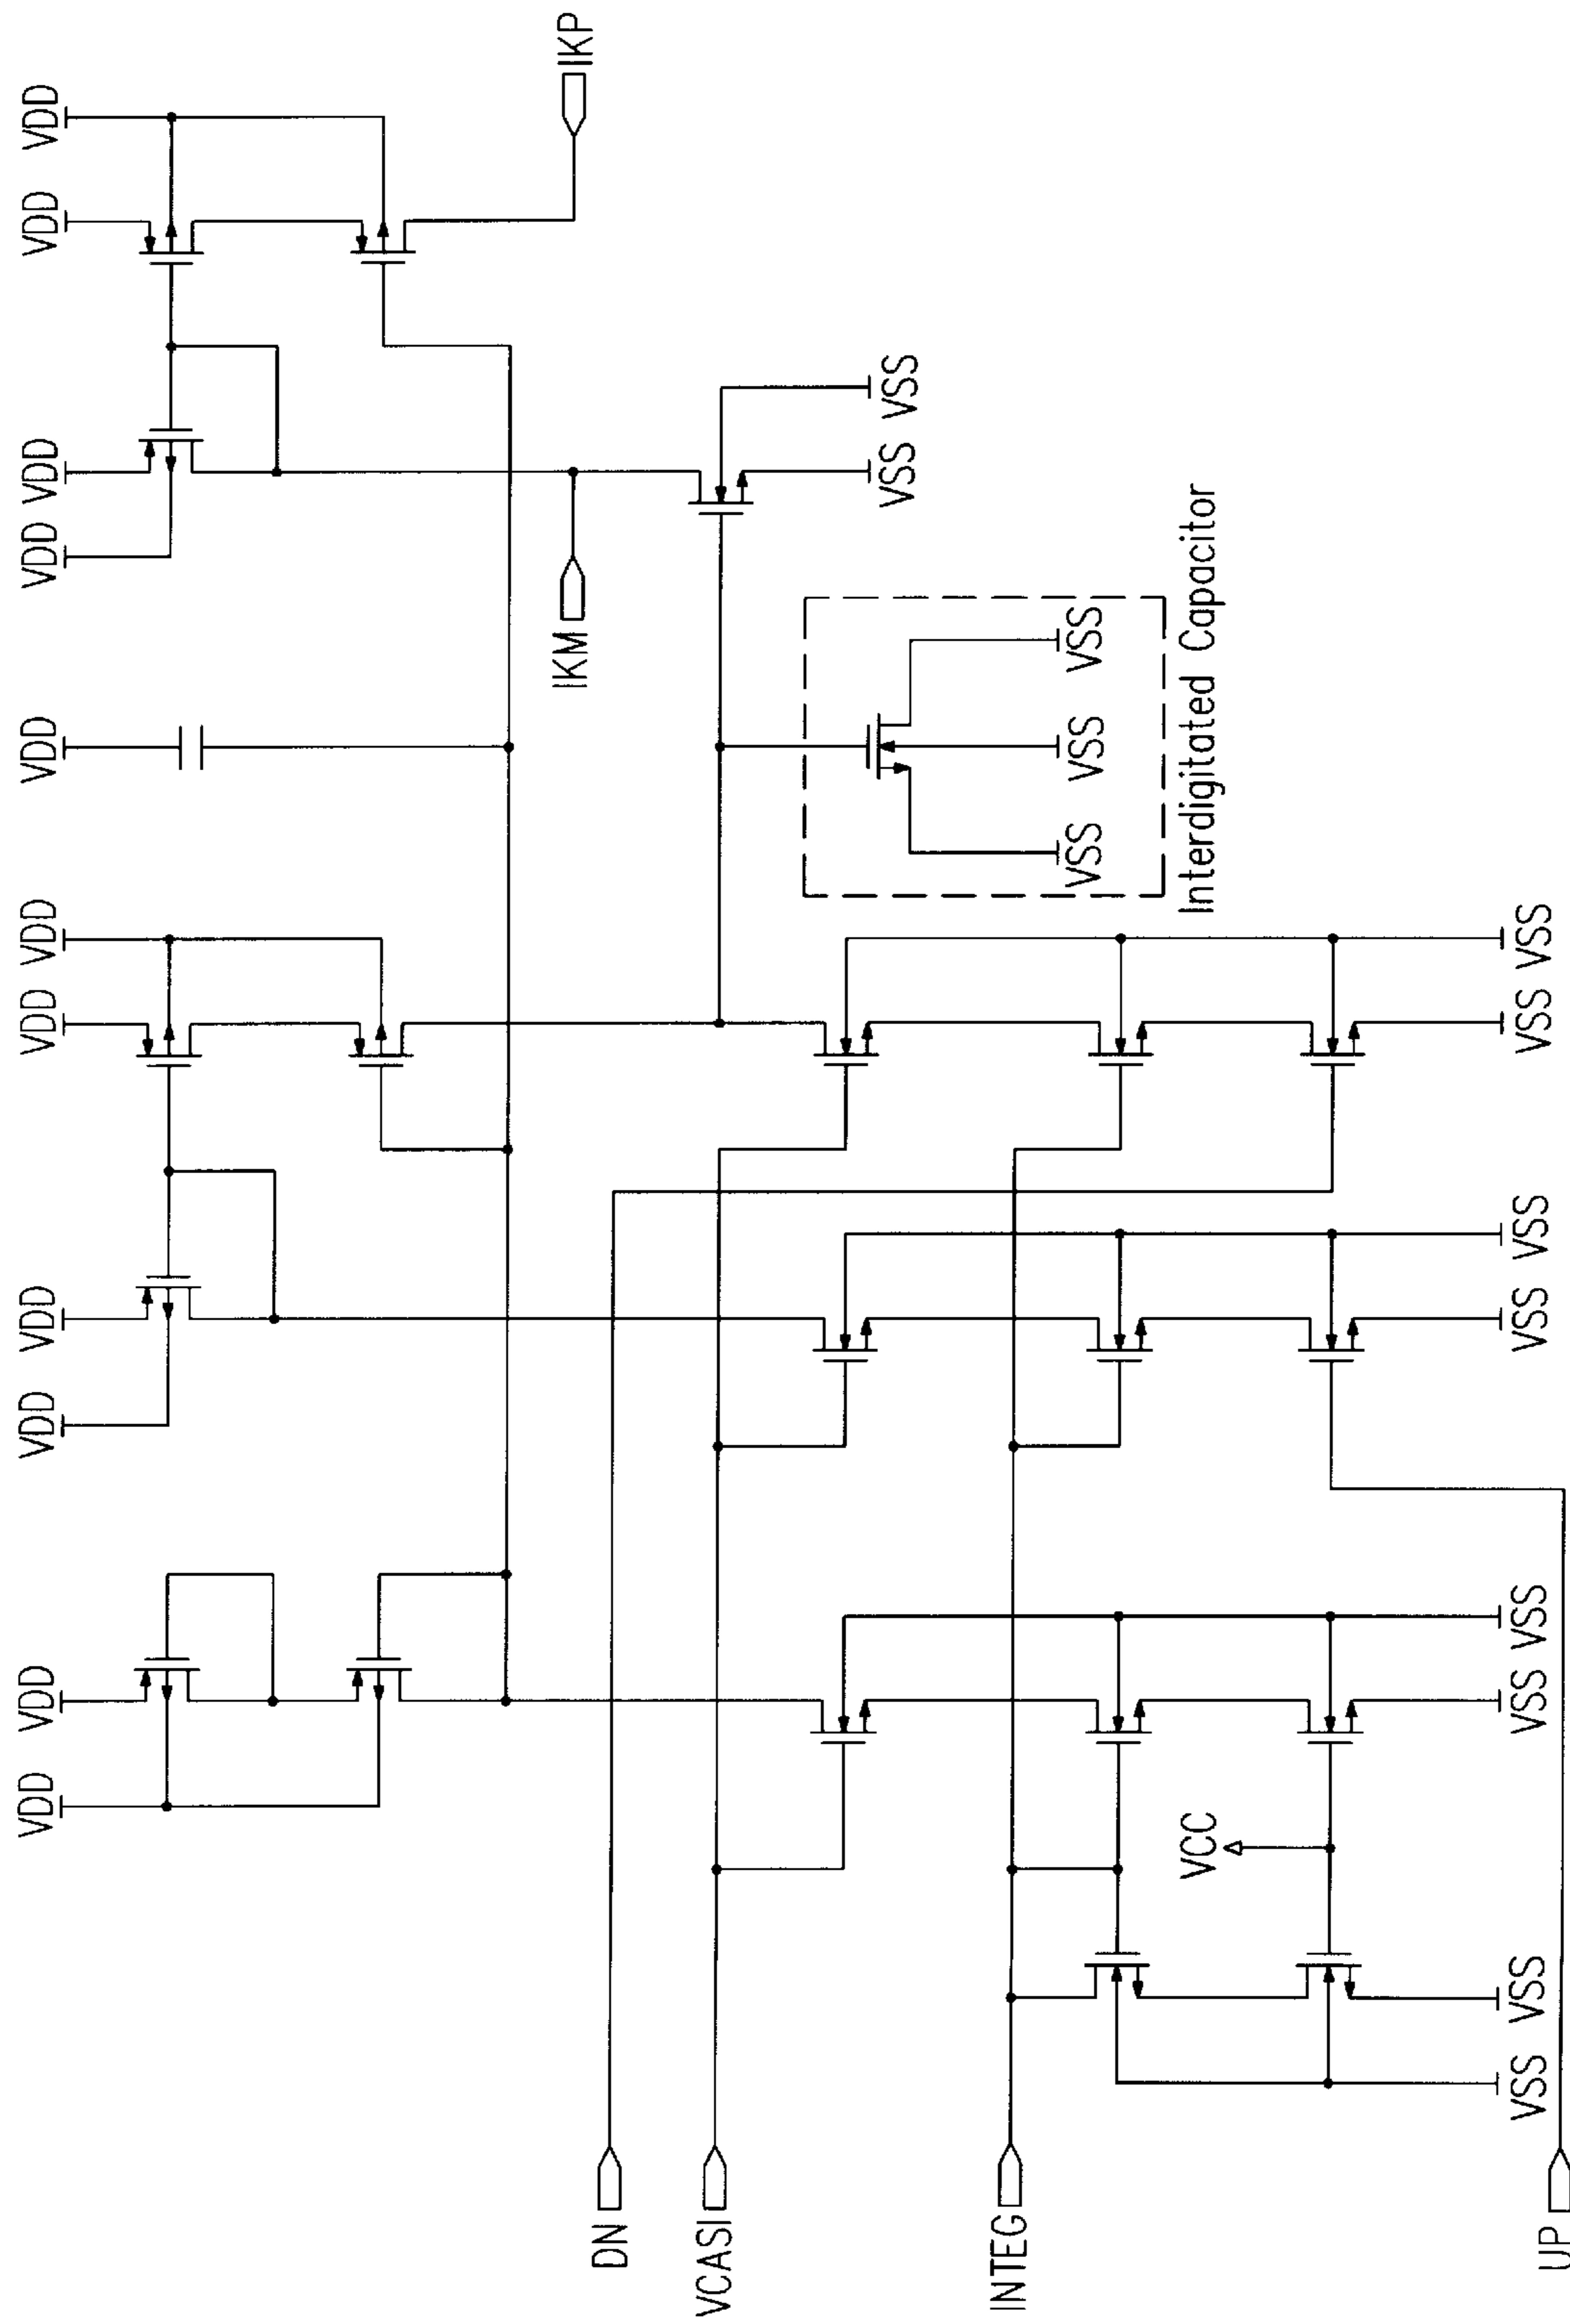 VDD
VDD
VDD
VDD
VDD
VDD
VDD
VDD
VDD
VDD
VDD
IKM
IKP
DN
VCASI
VSS
VSS
INTEG
VSS
VSS
VSS
VCC
Interdigitated Capacitor
VSS
VSS
VSS
VSS
VSS
VSS
VSS
VSS
UP